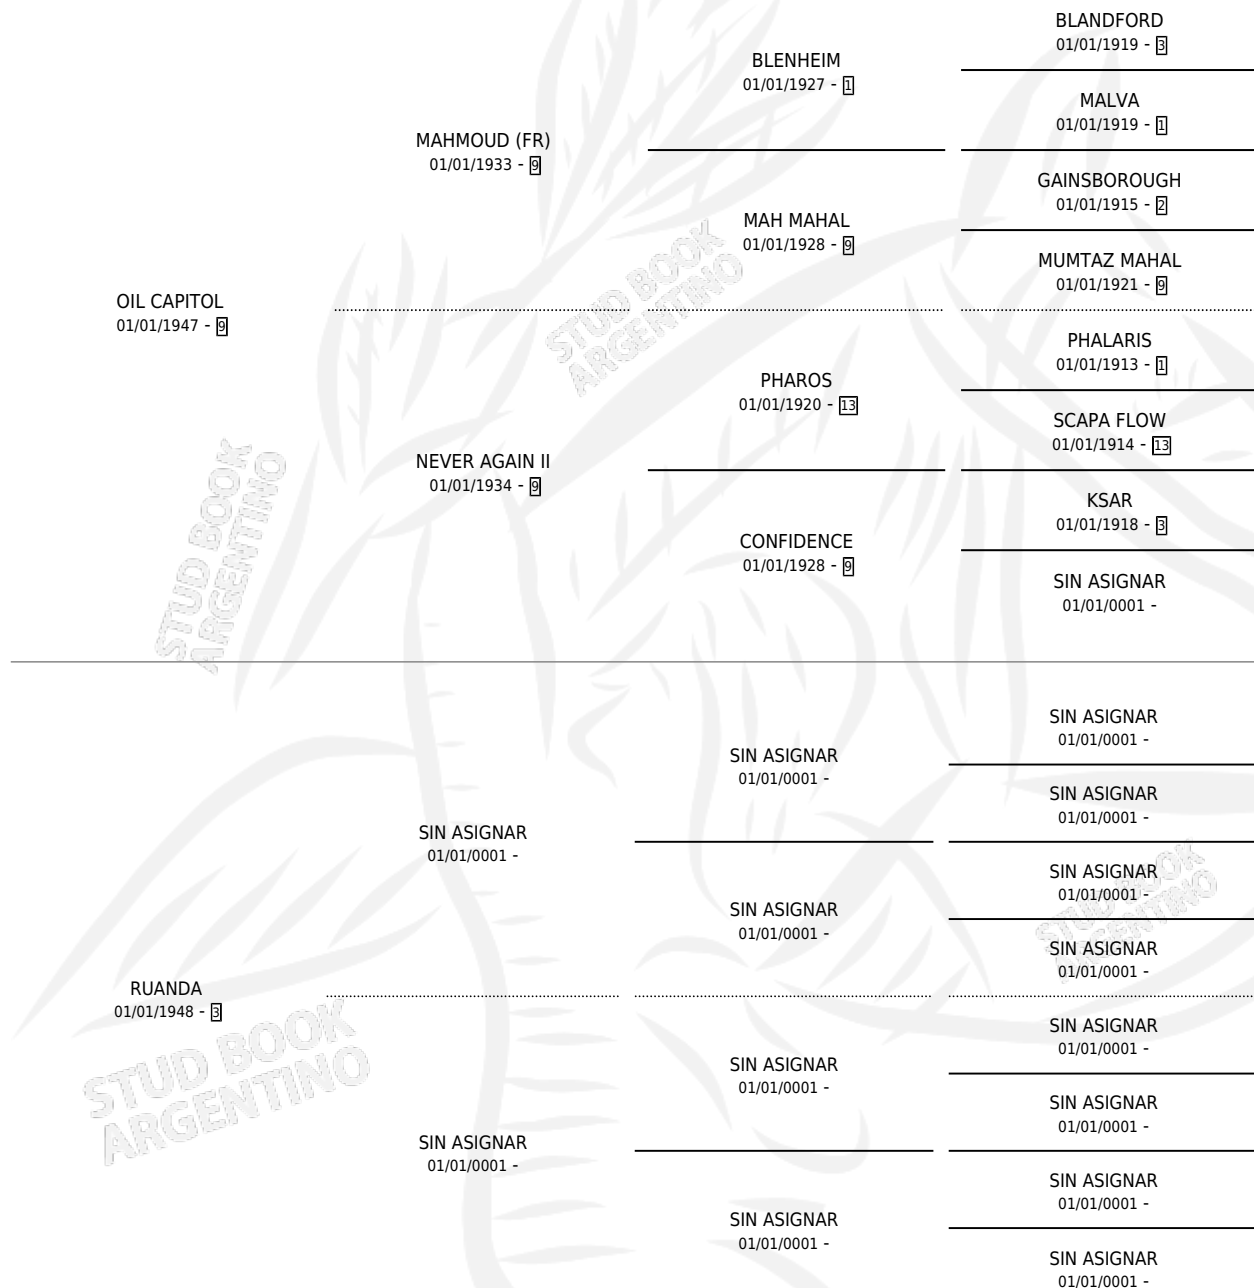 BLANDFORD
01/01/1919 - 3
BLENHEIM
01/01/1927 - 1
MALVA
01/01/1919 - 1
MAHMOUD (FR)
01/01/1933 - 9
GAINSBOROUGH
01/01/1915 - 2
MAH MAHAL
01/01/1928 - 9
MUMTAZ MAHAL
01/01/1921 - 9
OIL CAPITOL
01/01/1947 - 9
PHALARIS
01/01/1913 - 1
PHAROS
01/01/1920 - 13
SCAPA FLOW
01/01/1914 - 13
NEVER AGAIN II
01/01/1934 - 9
KSAR
01/01/1918 - 3
CONFIDENCE
01/01/1928 - 9
SIN ASIGNAR
01/01/0001 -
SIN ASIGNAR
01/01/0001 -
SIN ASIGNAR
01/01/0001 -
SIN ASIGNAR
01/01/0001 -
SIN ASIGNAR
01/01/0001 -
SIN ASIGNAR
01/01/0001 -
SIN ASIGNAR
01/01/0001 -
SIN ASIGNAR
01/01/0001 -
RUANDA
01/01/1948 - 3
SIN ASIGNAR
01/01/0001 -
SIN ASIGNAR
01/01/0001 -
SIN ASIGNAR
01/01/0001 -
SIN ASIGNAR
01/01/0001 -
SIN ASIGNAR
01/01/0001 -
SIN ASIGNAR
01/01/0001 -
SIN ASIGNAR
01/01/0001 -
STUD BOOK
ARGENTINO
STUD BOOK
ARGENTINO
STUD BOOK
ARGENTINO
STUD BOOK
ARGENTINO